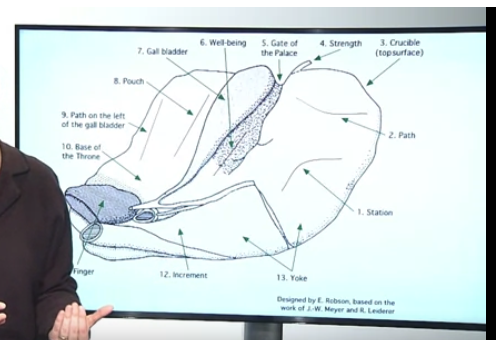 6. Well-being
5. Gate of
the Palace
4. Strength
3. Crucible
(top surface)
7. Gall bladder
8. Pouch
9. Path on the left
of the gall bladder
10. Base of
the Throne
2. Path
1. Station
Finger
12. Increment
13. Yoke
Designed by E. Robson, based on the
work of J.-W. Meyer and R. Leiderer